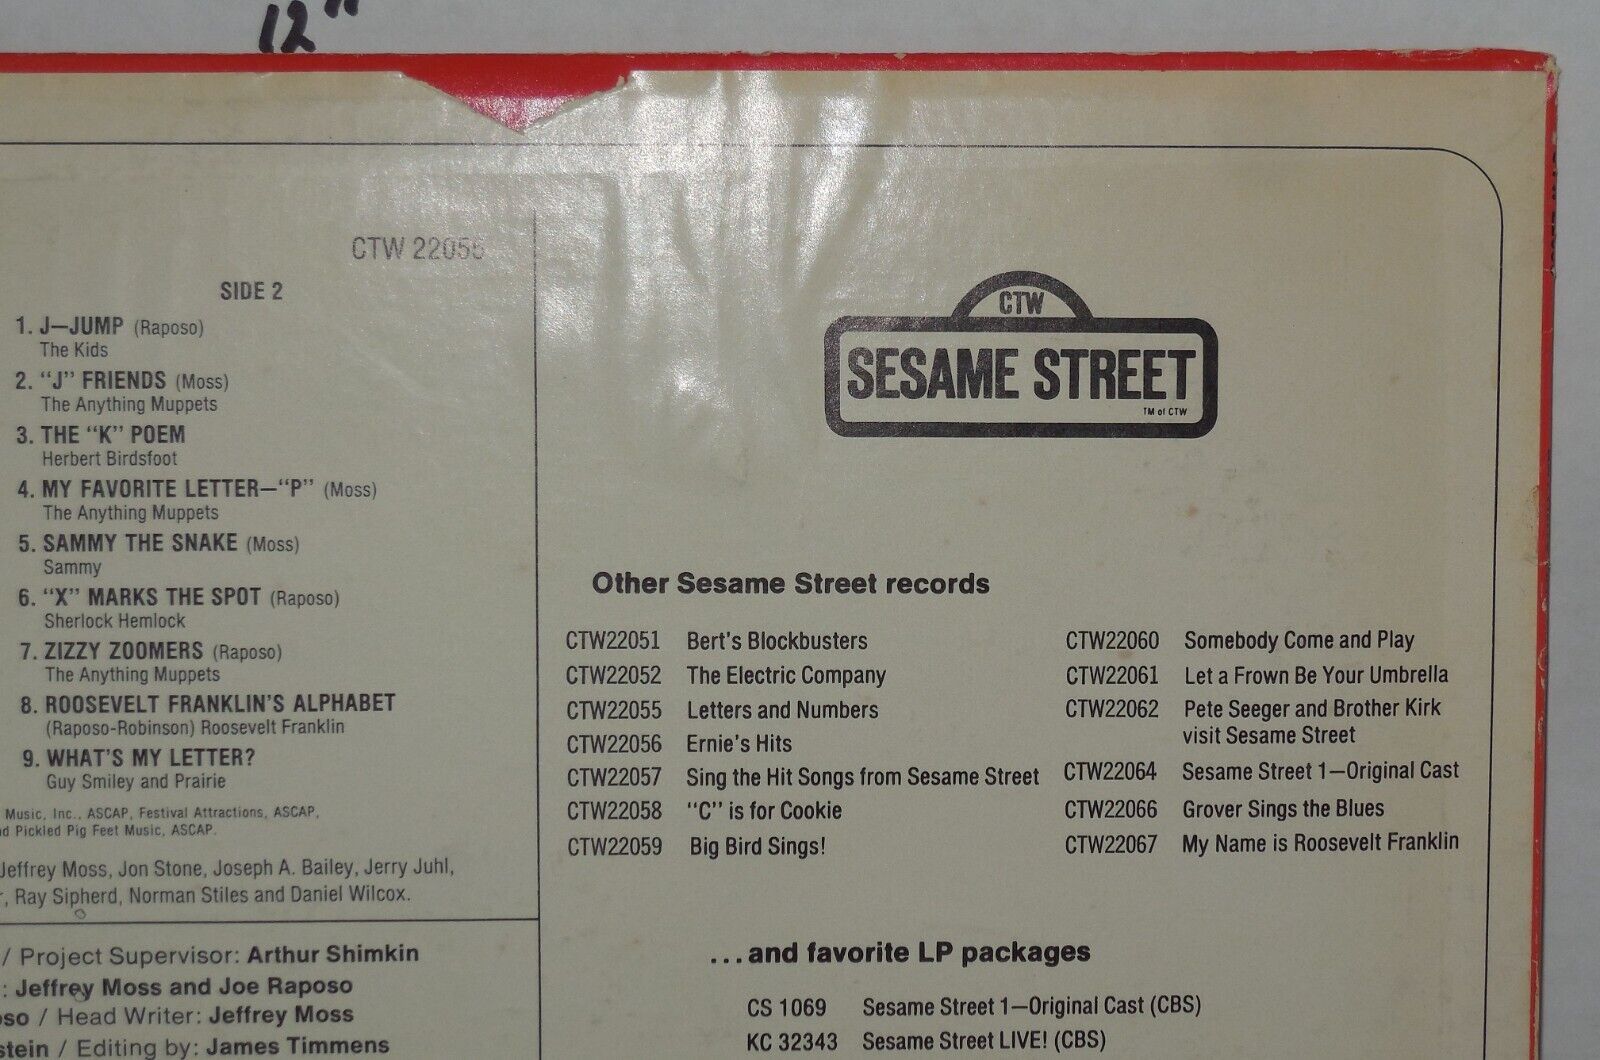 12"
CTW 22055
SIDE 2
1. J—JUMP (Raposo)
The Kids
2. "J" FRIENDS (Moss)
The Anything Muppets
3. THE "K" POEM
Herbert Birdsfoot
4. MY FAVORITE LETTER—"P" (Moss)
The Anything Muppets
5. SAMMY THE SNAKE (Moss)
Sammy
6. "X" MARKS THE SPOT (Raposo)
Sherlock Hemlock
7. ZIZZY ZOOMERS (Raposo)
The Anything Muppets
8. ROOSEVELT FRANKLIN'S ALPHABET
(Raposo-Robinson) Roosevelt Franklin
9. WHAT'S MY LETTER?
Guy Smiley and Prairie
Music, Inc., ASCAP, Festival Attractions, ASCAP,
d Pickled Pig Feet Music, ASCAP.
Jeffrey Moss, Jon Stone, Joseph A. Bailey, Jerry Juhl,
, Ray Sipherd, Norman Stiles and Daniel Wilcox.
/ Project Supervisor: Arthur Shimkin
: Jeffrey Moss and Joe Raposo
oso / Head Writer: Jeffrey Moss
stein / Editing by: James Timmens
CTW
SESAME STREET
TM of CTW
Other Sesame Street records
CTW22051 Bert's Blockbusters
CTW22052 The Electric Company
CTW22055 Letters and Numbers
CTW22056 Ernie's Hits
CTW22057 Sing the Hit Songs from Sesame Street
CTW22058 "C" is for Cookie
CTW22059 Big Bird Sings!
CTW22060 Somebody Come and Play
CTW22061 Let a Frown Be Your Umbrella
CTW22062 Pete Seeger and Brother Kirk
visit Sesame Street
CTW22064 Sesame Street 1—Original Cast
CTW22066 Grover Sings the Blues
CTW22067 My Name is Roosevelt Franklin
...and favorite LP packages
CS 1069 Sesame Street 1—Original Cast (CBS)
KC 32343 Sesame Street LIVE! (CBS)